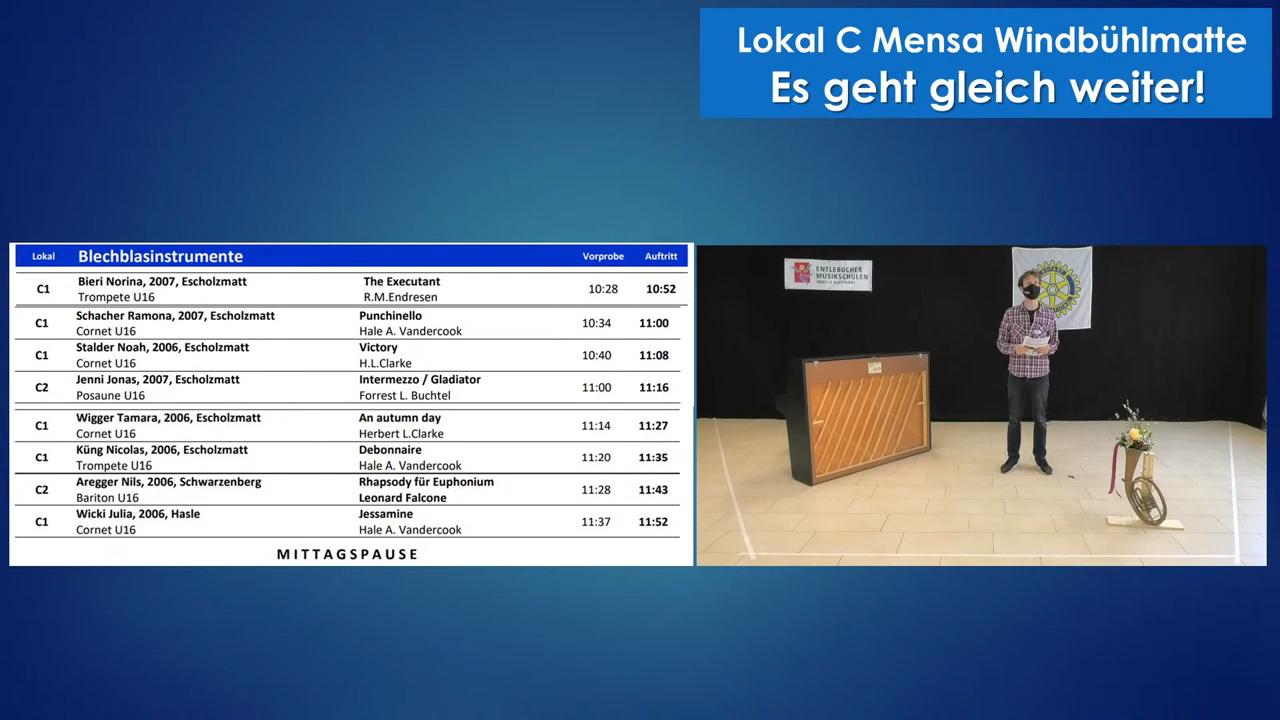 Lokal C Mensa Windbühlmatte
Es geht gleich weiter!
Lokal Blechblasinstrumente Vorprobe Auftritt
C1 Bieri Norina, 2007, Escholzmatt The Executant 10:28 10:52
Trompete U16 R.M.Endresen
C1 Schacher Ramona, 2007, Escholzmatt Punchinello 10:34 11:00
Cornet U16 Hale A. Vandercook
C1 Stalder Noah, 2006, Escholzmatt Victory 10:40 11:08
Cornet U16 H.L.Clarke
C2 Jenni Jonas, 2007, Escholzmatt Intermezzo / Gladiator 11:00 11:16
Posaune U16 Forrest L. Buchtel
C1 Wigger Tamara, 2006, Escholzmatt An autumn day 11:14 11:27
Cornet U16 Herbert L.Clarke
C1 Küng Nicolas, 2006, Escholzmatt Debonnaire 11:20 11:35
Trompete U16 Hale A. Vandercook
C2 Aregger Nils, 2006, Schwarzenberg Rhapsody für Euphonium 11:28 11:43
Bariton U16 Leonard Falcone
C1 Wicki Julia, 2006, Hasle Jessamine 11:37 11:52
Cornet U16 Hale A. Vandercook
MITTAGSPAUSE
ENTLEBUCHER
MUSIKSCHULEN